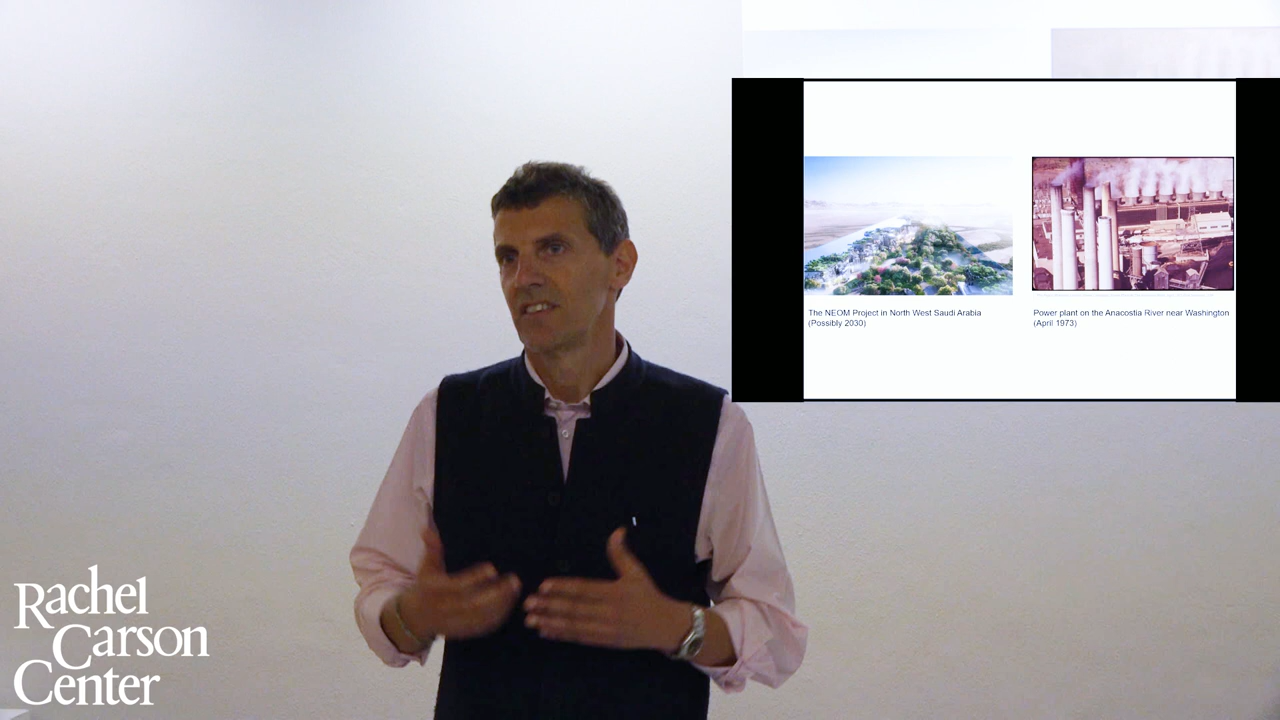 The NEOM Project in North West Saudi Arabia
(Possibly 2030)
Power plant on the Anacostia River near Washington
(April 1973)
Rachel
Carson
Center